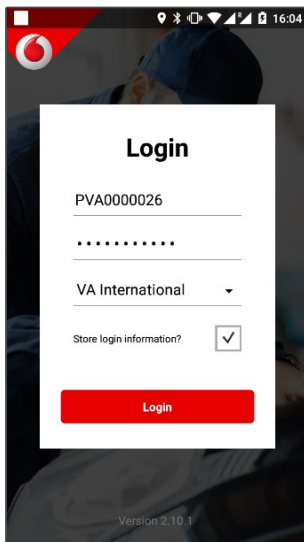 16:04
Login
PVA0000026
VA International
Store login information?
Login
Version 2.10.1